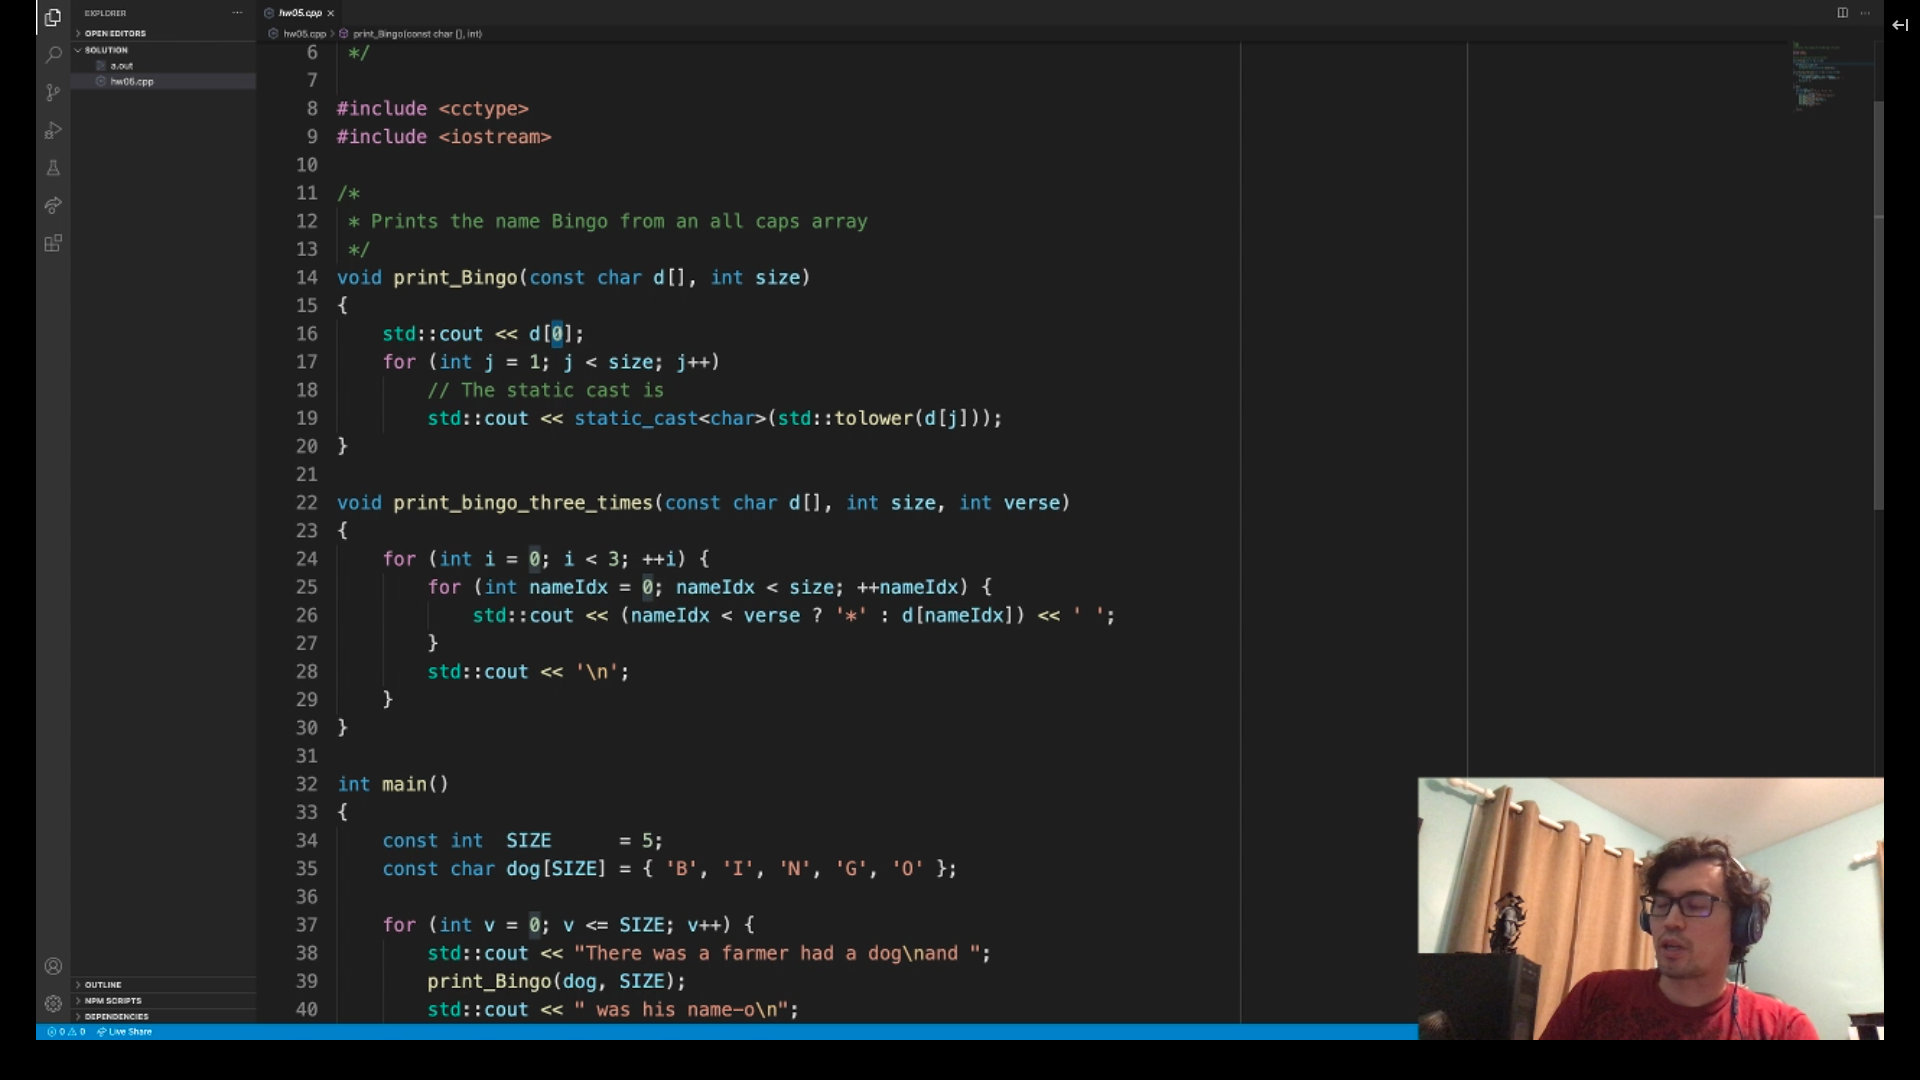 EXPLORER
hw05.cpp
OPEN EDITORS
hw05.cpp > print_Bingo(const char [], int)
SOLUTION
a.out
hw05.cpp
6 */
7
8 #include <cctype>
9 #include <iostream>
10
11 /*
12 * Prints the name Bingo from an all caps array
13 */
14 void print_Bingo(const char d[], int size)
15 {
16 std::cout << d[0];
17 for (int j = 1; j < size; j++)
18 // The static cast is
19 std::cout << static_cast<char>(std::tolower(d[j]));
20 }
21
22 void print_bingo_three_times(const char d[], int size, int verse)
23 {
24 for (int i = 0; i < 3; ++i) {
25 for (int nameIdx = 0; nameIdx < size; ++nameIdx) {
26 std::cout << (nameIdx < verse ? '*' : d[nameIdx]) << ' ';
27 }
28 std::cout << '\n';
29 }
30 }
31
32 int main()
33 {
34 const int SIZE = 5;
35 const char dog[SIZE] = { 'B', 'I', 'N', 'G', 'O' };
36
37 for (int v = 0; v <= SIZE; v++) {
38 std::cout << "There was a farmer had a dog\nand ";
39 print_Bingo(dog, SIZE);
40 std::cout << " was his name-o\n";
OUTLINE
NPM SCRIPTS
DEPENDENCIES
0 0 Live Share